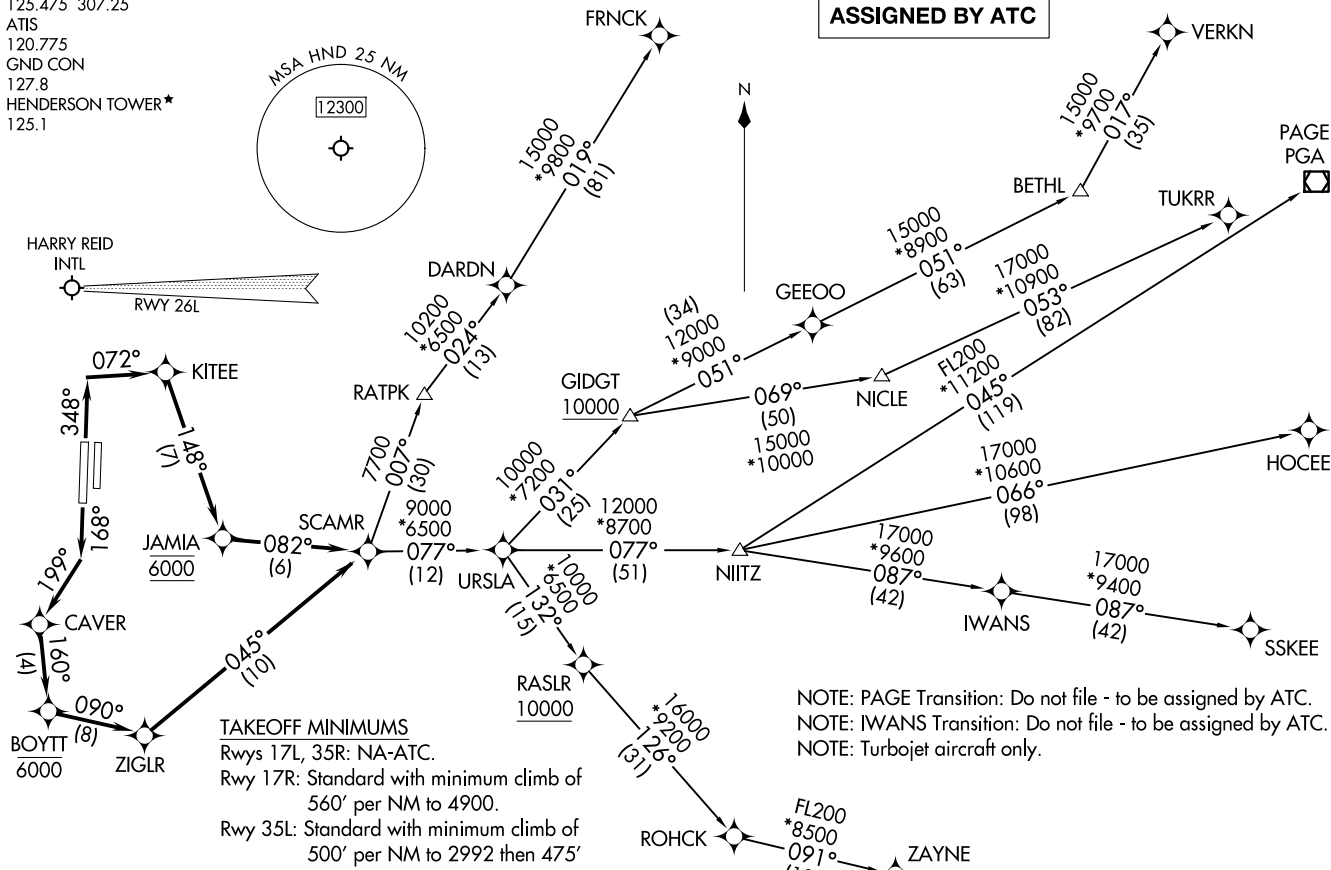 125.475 307.25
ATIS
120.775
GND CON
127.8
HENDERSON TOWER★
125.1
MSA HND 25 NM
12300
HARRY REID
INTL
RWY 26L
ASSIGNED BY ATC
N
FRNCK
15000
*9800
019°
(81)
DARDN
10200
*6500
024°
(13)
RATPK
7700
007°
(30)
VERKN
15000
*9700
017°
(35)
BETHL
15000
*8900
051°
(63)
GEEOO
(34)
12000
*9000
051°
GIDGT
10000
PAGE
PGA
TUKRR
17000
*10900
053°
(82)
NICLE
069°
(50)
15000
*10000
FL200
*11200
045°
(119)
HOCEE
17000
*10600
066°
(98)
072°
KITEE
348°
148°
(7)
168°
JAMIA
6000
082°
(6)
SCAMR
9000
*6500
077°
(12)
URSLA
10000
*7200
031°
(25)
12000
*8700
077°
(51)
NIITZ
17000
*9600
087°
(42)
IWANS
17000
*9400
087°
(42)
SSKEE
199°
CAVER
160°
(4)
BOYTT
6000
090°
(8)
ZIGLR
045°
(10)
10000
*6500
132°
(15)
RASLR
10000
16000
*9200
126°
(31)
ROHCK
FL200
*8500
091°
ZAYNE
TAKEOFF MINIMUMS
Rwys 17L, 35R: NA-ATC.
Rwy 17R: Standard with minimum climb of
560' per NM to 4900.
Rwy 35L: Standard with minimum climb of
500' per NM to 2992 then 475'
NOTE: PAGE Transition: Do not file - to be assigned by ATC.
NOTE: IWANS Transition: Do not file - to be assigned by ATC.
NOTE: Turbojet aircraft only.